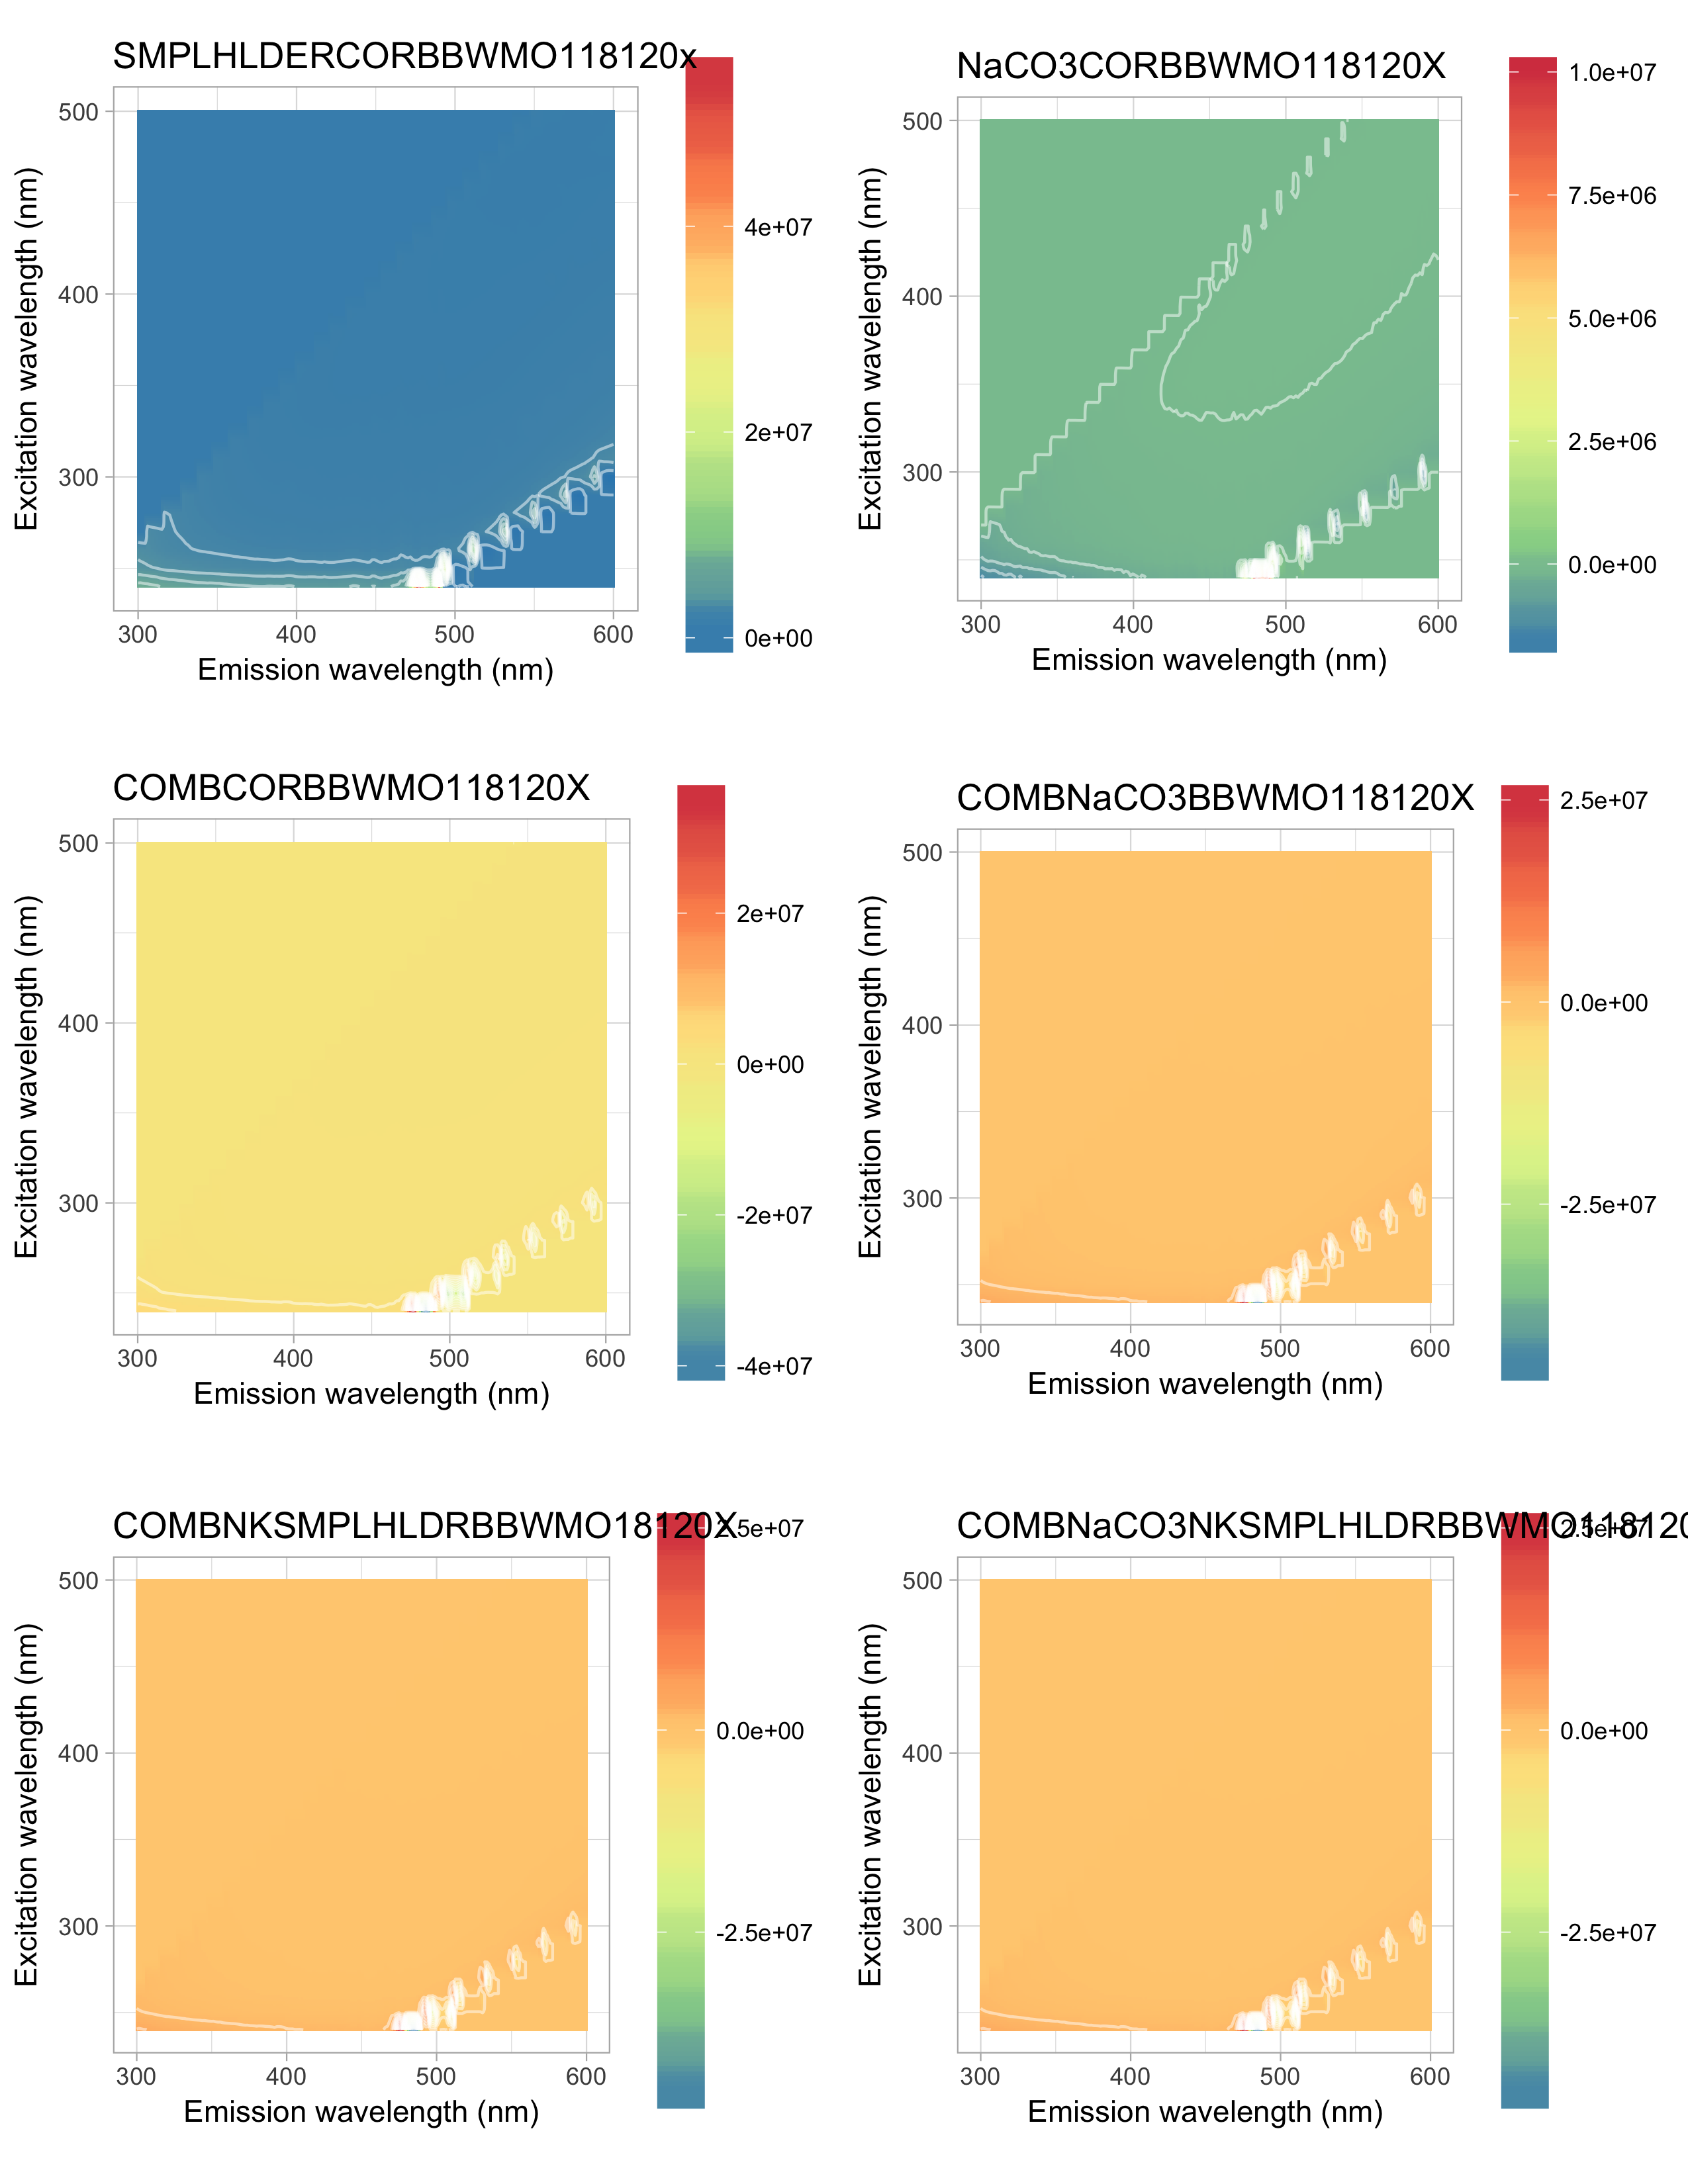 SMPLHLDERCORBBWMO118120x
500
400
300
Excitation wavelength (nm)
300 400 500 600
Emission wavelength (nm)
4e+07
2e+07
0e+00
NaCO3CORBBWMO118120X
500
400
300
Excitation wavelength (nm)
300 400 500 600
Emission wavelength (nm)
1.0e+07
7.5e+06
5.0e+06
2.5e+06
0.0e+00
COMBCORBBWMO118120X
500
400
300
Excitation wavelength (nm)
300 400 500 600
Emission wavelength (nm)
2e+07
0e+00
-2e+07
-4e+07
COMBNaCO3BBWMO118120X
500
400
300
Excitation wavelength (nm)
300 400 500 600
Emission wavelength (nm)
2.5e+07
0.0e+00
-2.5e+07
COMBNKSMPLHLDRBBWMO18120X
500
400
300
Excitation wavelength (nm)
300 400 500 600
Emission wavelength (nm)
2.5e+07
0.0e+00
-2.5e+07
COMBNaCO3NKSMPLHLDRBBWMO118120
500
400
300
Excitation wavelength (nm)
300 400 500 600
Emission wavelength (nm)
2.5e+07
0.0e+00
-2.5e+07